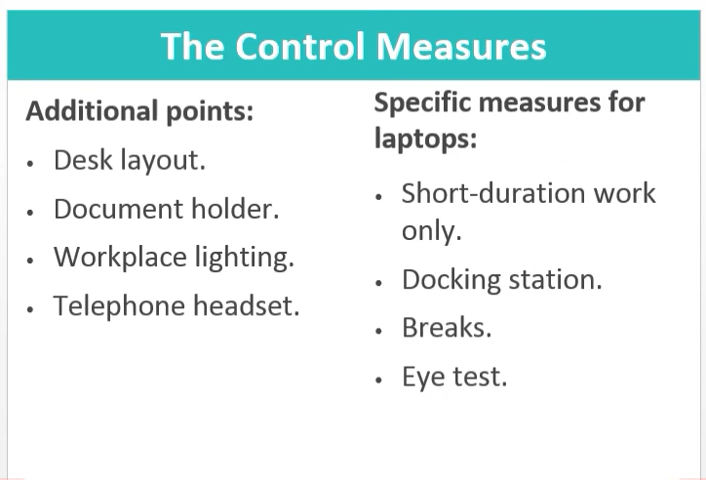 The Control Measures
Additional points:
• Desk layout.
• Document holder.
• Workplace lighting.
• Telephone headset.
Specific measures for
laptops:
• Short-duration work
only.
• Docking station.
• Breaks.
• Eye test.